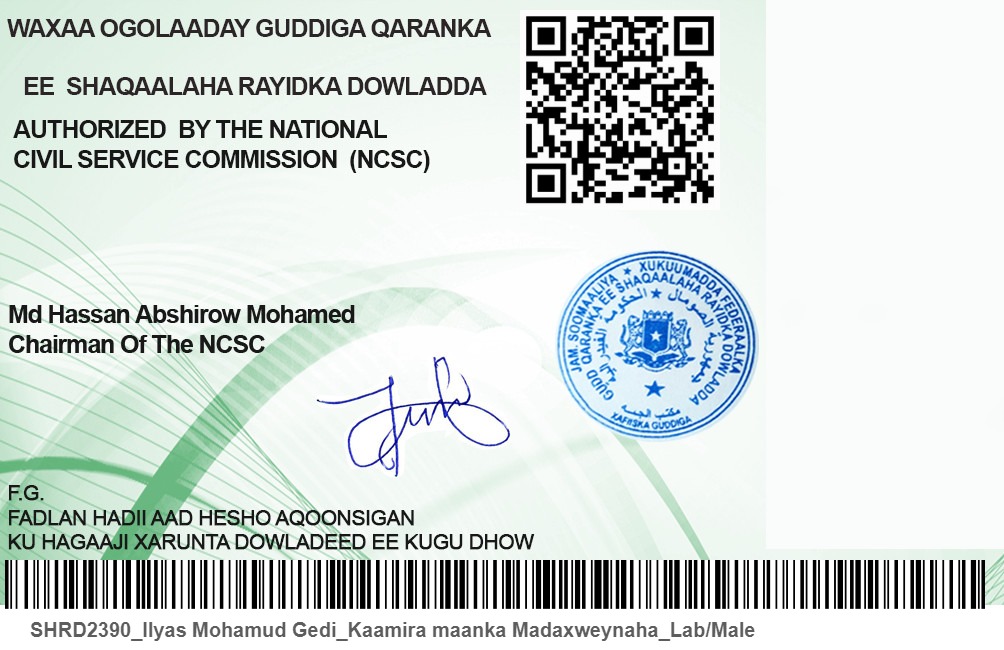 WAXAA OGOLAADAY GUDDIGA QARANKA
EE SHAQAALAHA RAYIDKA DOWLADDA
AUTHORIZED BY THE NATIONAL
CIVIL SERVICE COMMISSION (NCSC)
JAM. SOOMAALIYA ★ XUKUUMADDA FEDERAALKA
GUDD QARANKA EE SHAQAALAHA RAYIDKA DOWLADDA
XAFIISKA GUDDIGA
Md Hassan Abshirow Mohamed
Chairman Of The NCSC
F.G.
FADLAN HADII AAD HESHO AQOONSIGAN
KU HAGAAJI XARUNTA DOWLADEED EE KUGU DHOW
SHRD2390_Ilyas Mohamud Gedi_Kaamira maanka Madaxweynaha_Lab/Male